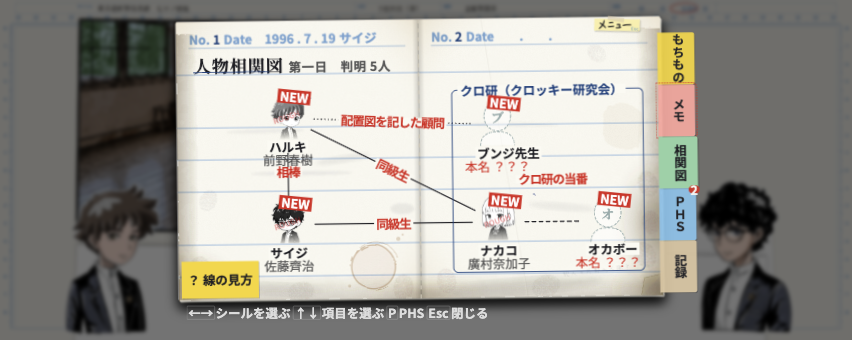 No. 1 Date 1996.7.19 サイジ
No. 2 Date . .
メニュー
人物相関図 第一日 判明 5人
クロ研（クロッキー研究会）
NEW
NEW
ブ
配置図を記した顧問
ハルキ
前野春樹
相棒
ブンジ先生
本名 ？？？
同級生
クロ研の当番
NEW
NEW
NEW
オ
同級生
サイジ
佐藤齊治
ナカコ
廣村奈加子
オカボー
本名 ？？？
？ 線の見方
もちもの
メモ
相関図
PHS
2
記録
←→ シールを選ぶ ↑↓ 項目を選ぶ P PHS Esc 閉じる